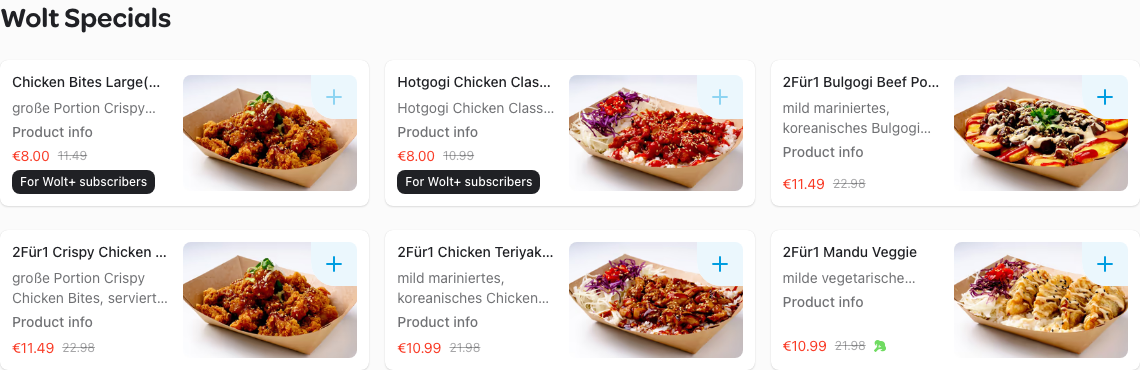 Wolt Specials
Chicken Bites Large(...
große Portion Crispy...
Product info
€8.00 11.49
For Wolt+ subscribers
Hotgogi Chicken Clas...
Hotgogi Chicken Class...
Product info
€8.00 10.99
For Wolt+ subscribers
2Für1 Bulgogi Beef Po...
mild mariniertes,
koreanisches Bulgogi...
Product info
€11.49 22.98
2Für1 Crispy Chicken ...
große Portion Crispy
Chicken Bites, serviert...
Product info
€11.49 22.98
2Für1 Chicken Teriyak...
mild mariniertes,
koreanisches Chicken...
Product info
€10.99 21.98
2Für1 Mandu Veggie
milde vegetarische...
Product info
€10.99 21.98